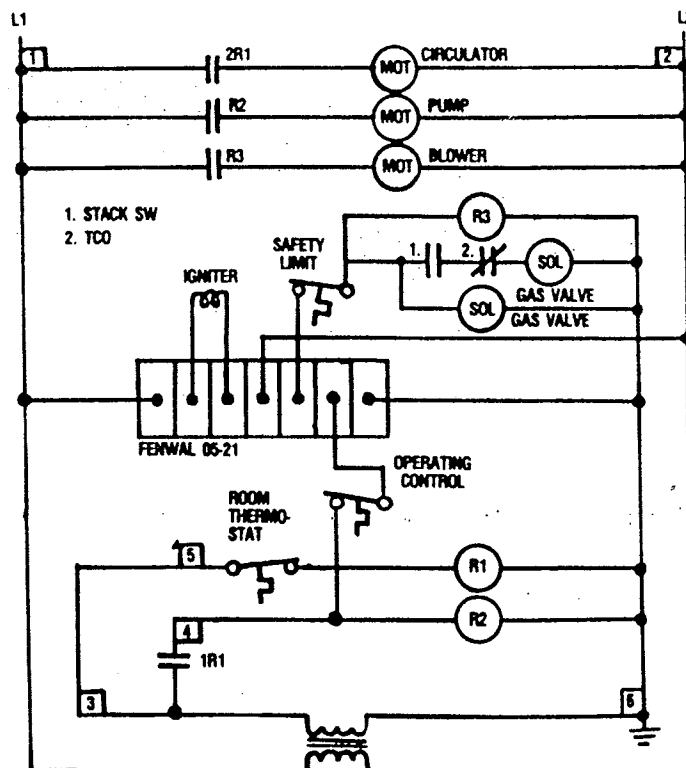 L1
L
1
2R1
MOT
CIRCULATOR
2
R2
MOT
PUMP
R3
MOT
BLOWER
1. STACK SW
2. TCO
SAFETY
LIMIT
R3
1.
2.
SOL
GAS VALVE
IGNITER
SOL
GAS VALVE
FENWAL 05-21
OPERATING
CONTROL
ROOM
THERMO-
STAT
5
R1
4
R2
1R1
3
6